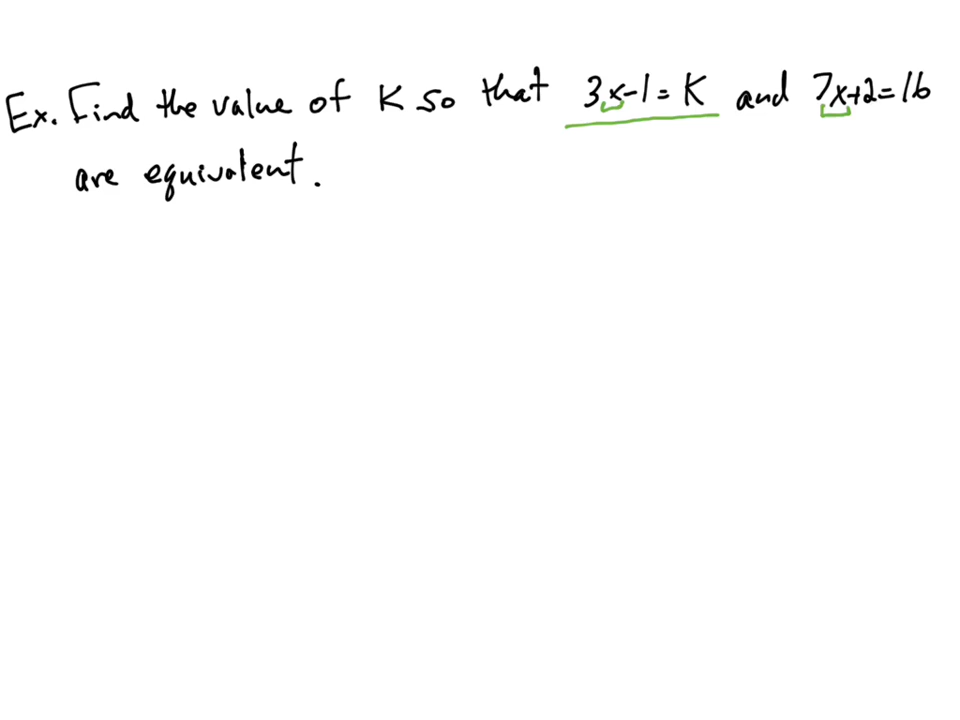 Ex. Find the value of K so that 3x-1=K and 7x+2=16
are equivalent.